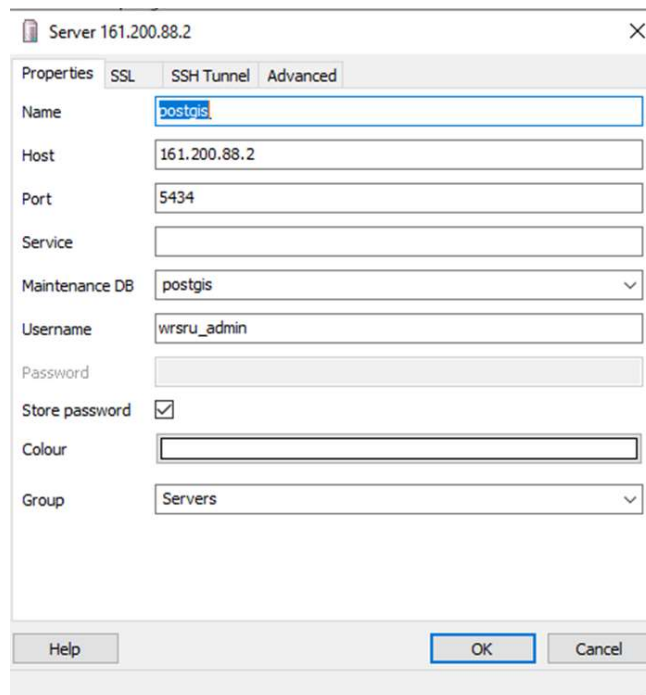 Server 161.200.88.2
Properties SSL SSH Tunnel Advanced
Name postgis
Host 161.200.88.2
Port 5434
Service
Maintenance DB postgis
Username wrsru_admin
Password
Store password
Colour
Group Servers
Help OK Cancel